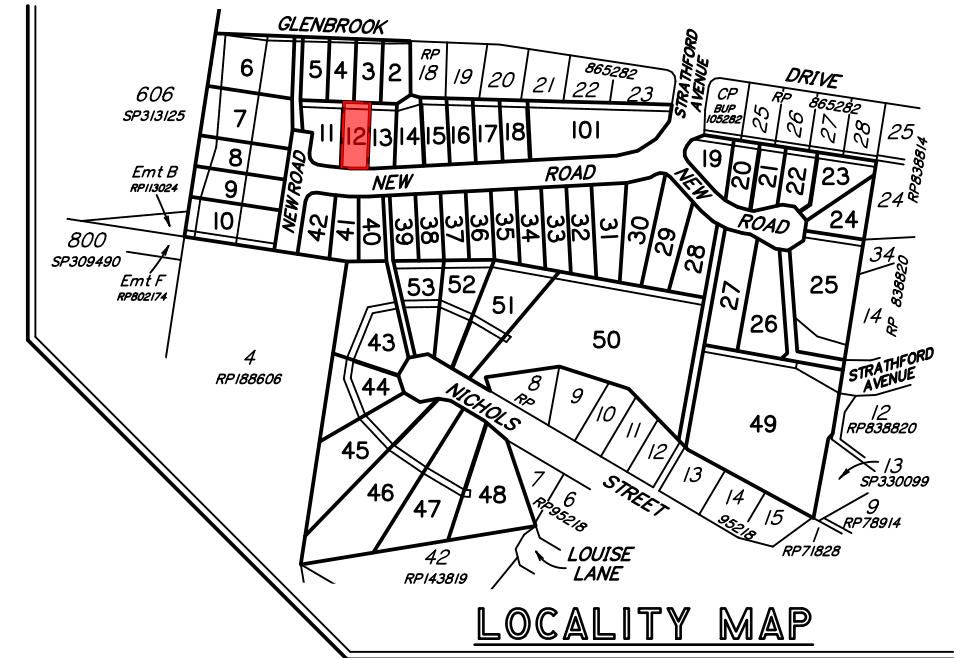 GLENBROOK
DRIVE
STRATHFORD
AVENUE
6
5
4
3
2
RP
18
19
20
21
22
23
865282
606
SP313125
7
11
12
13
14
15
16
17
18
101
CP
BUP
105282
RP
865282
25
26
27
28
25
RP838814
24
8
9
10
Emt B
RP113024
NEW ROAD
NEW ROAD
NEW ROAD
19
20
21
22
23
24
800
SP309490
Emt F
RP802174
42
41
40
39
38
37
36
35
34
33
32
31
30
29
28
27
26
25
34
14
RP 838820
53
52
51
50
43
44
45
46
47
48
49
4
RP188606
NICHOLS
STREET
8
RP
9
10
11
12
13
14
15
95218
STRATHFORD
AVENUE
12
RP838820
13
SP330099
9
RP78914
1
RP71828
7
6
RP95218
42
RP143819
LOUISE
LANE
LOCALITY MAP